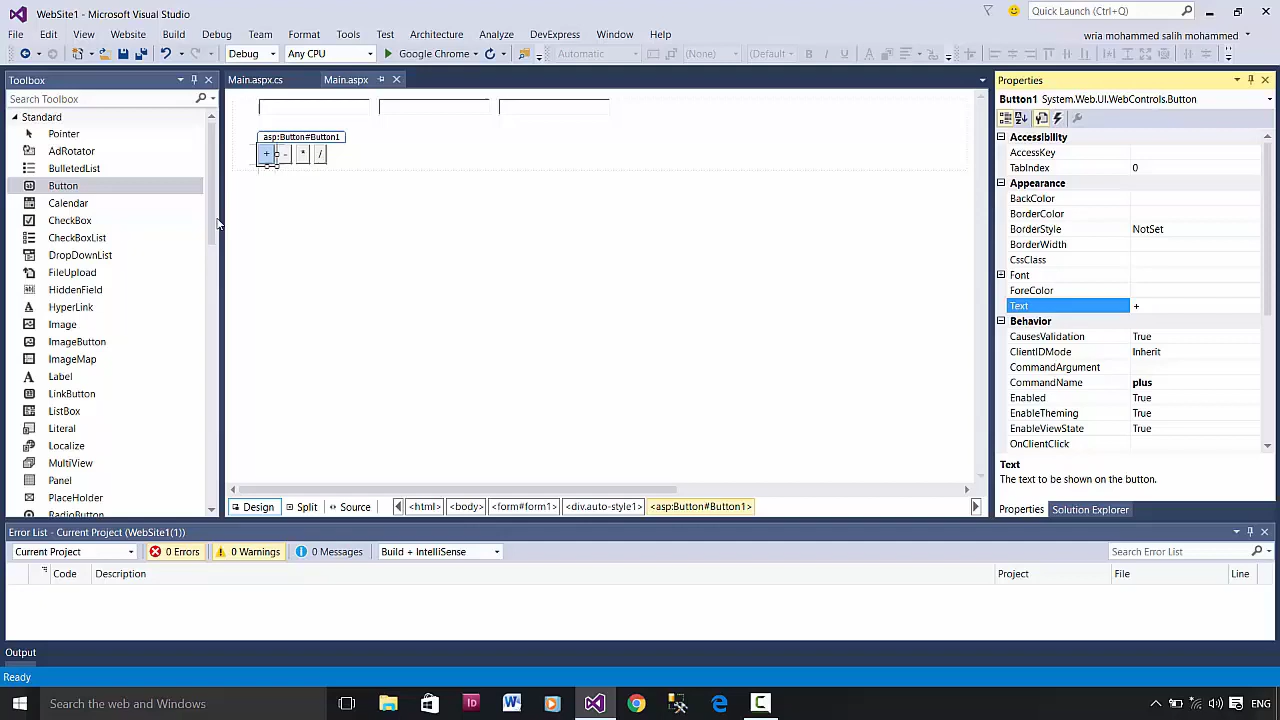 WebSite1 - Microsoft Visual Studio
Quick Launch (Ctrl+Q)
File Edit View Website Build Debug Team Format Table Tools Test Architecture Analyze DevExpress Window Help
wria mohammed salih mohammed
Debug Any CPU Google Chrome Automatic (None) (Default B I U
Toolbox
Search Toolbox
Standard
Pointer
AdRotator
BulletedList
Button
Calendar
CheckBox
CheckBoxList
DropDownList
FileUpload
HiddenField
HyperLink
Image
ImageButton
ImageMap
Label
LinkButton
ListBox
Literal
Localize
MultiView
Panel
PlaceHolder
RadioButton
Main.aspx.cs Main.aspx
asp:Button#Button1
+ - * /
Design Split Source <html> <body> <form#form1> <div.auto-style1> <asp:Button#Button1>
Properties
Button1 System.Web.UI.WebControls.Button
Accessibility
AccessKey
TabIndex 0
Appearance
BackColor
BorderColor
BorderStyle NotSet
BorderWidth
CssClass
Font
ForeColor
Text +
Behavior
CausesValidation True
ClientIDMode Inherit
CommandArgument
CommandName plus
Enabled True
EnableTheming True
EnableViewState True
OnClientClick
Text
The text to be shown on the button.
Properties Solution Explorer
Error List - Current Project (WebSite1(1))
Current Project 0 Errors 0 Warnings 0 Messages Build + IntelliSense Search Error List
Code Description Project File Line
Output
Ready
Search the web and Windows
ENG